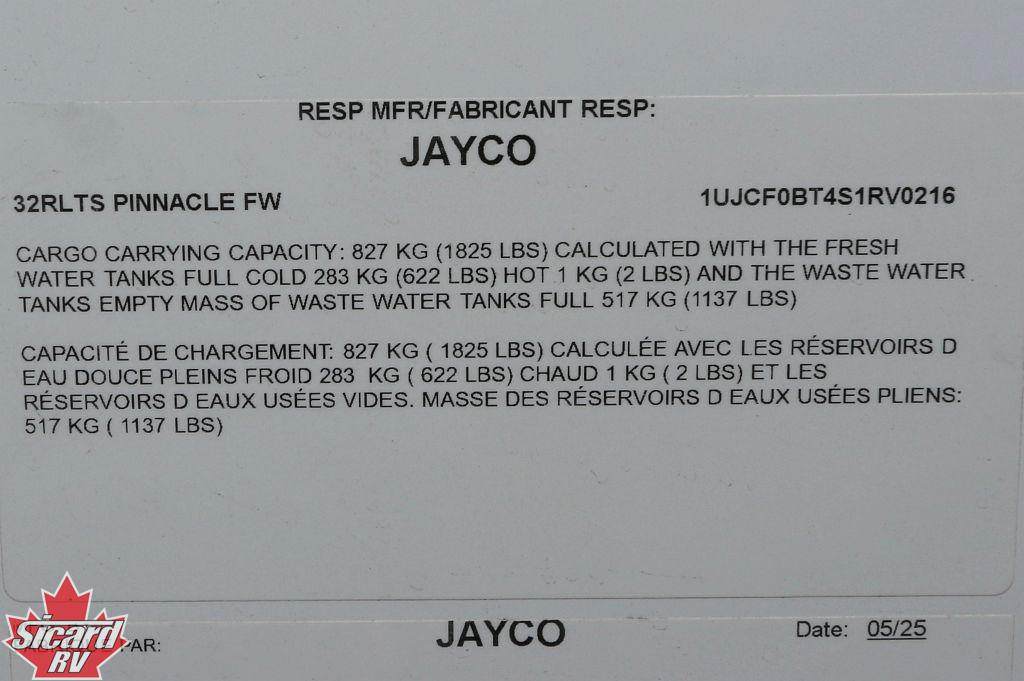 RESP MFR/FABRICANT RESP:
JAYCO
32RLTS PINNACLE FW 1UJCF0BT4S1RV0216
CARGO CARRYING CAPACITY: 827 KG (1825 LBS) CALCULATED WITH THE FRESH
WATER TANKS FULL COLD 283 KG (622 LBS) HOT 1 KG (2 LBS) AND THE WASTE WATER
TANKS EMPTY MASS OF WASTE WATER TANKS FULL 517 KG (1137 LBS)
CAPACITÉ DE CHARGEMENT: 827 KG ( 1825 LBS) CALCULÉE AVEC LES RÉSERVOIRS D
EAU DOUCE PLEINS FROID 283 KG ( 622 LBS) CHAUD 1 KG ( 2 LBS) ET LES
RÉSERVOIRS D EAUX USÉES VIDES. MASSE DES RÉSERVOIRS D EAUX USÉES PLIENS:
517 KG ( 1137 LBS)
PAR: JAYCO Date: 05/25
Sicard
RV